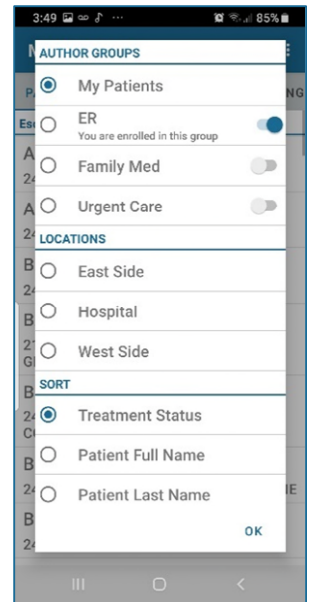 3:49 ··· 85%
AUTHOR GROUPS
My Patients
ER
You are enrolled in this group
Family Med
Urgent Care
LOCATIONS
East Side
Hospital
West Side
SORT
Treatment Status
Patient Full Name
Patient Last Name
OK